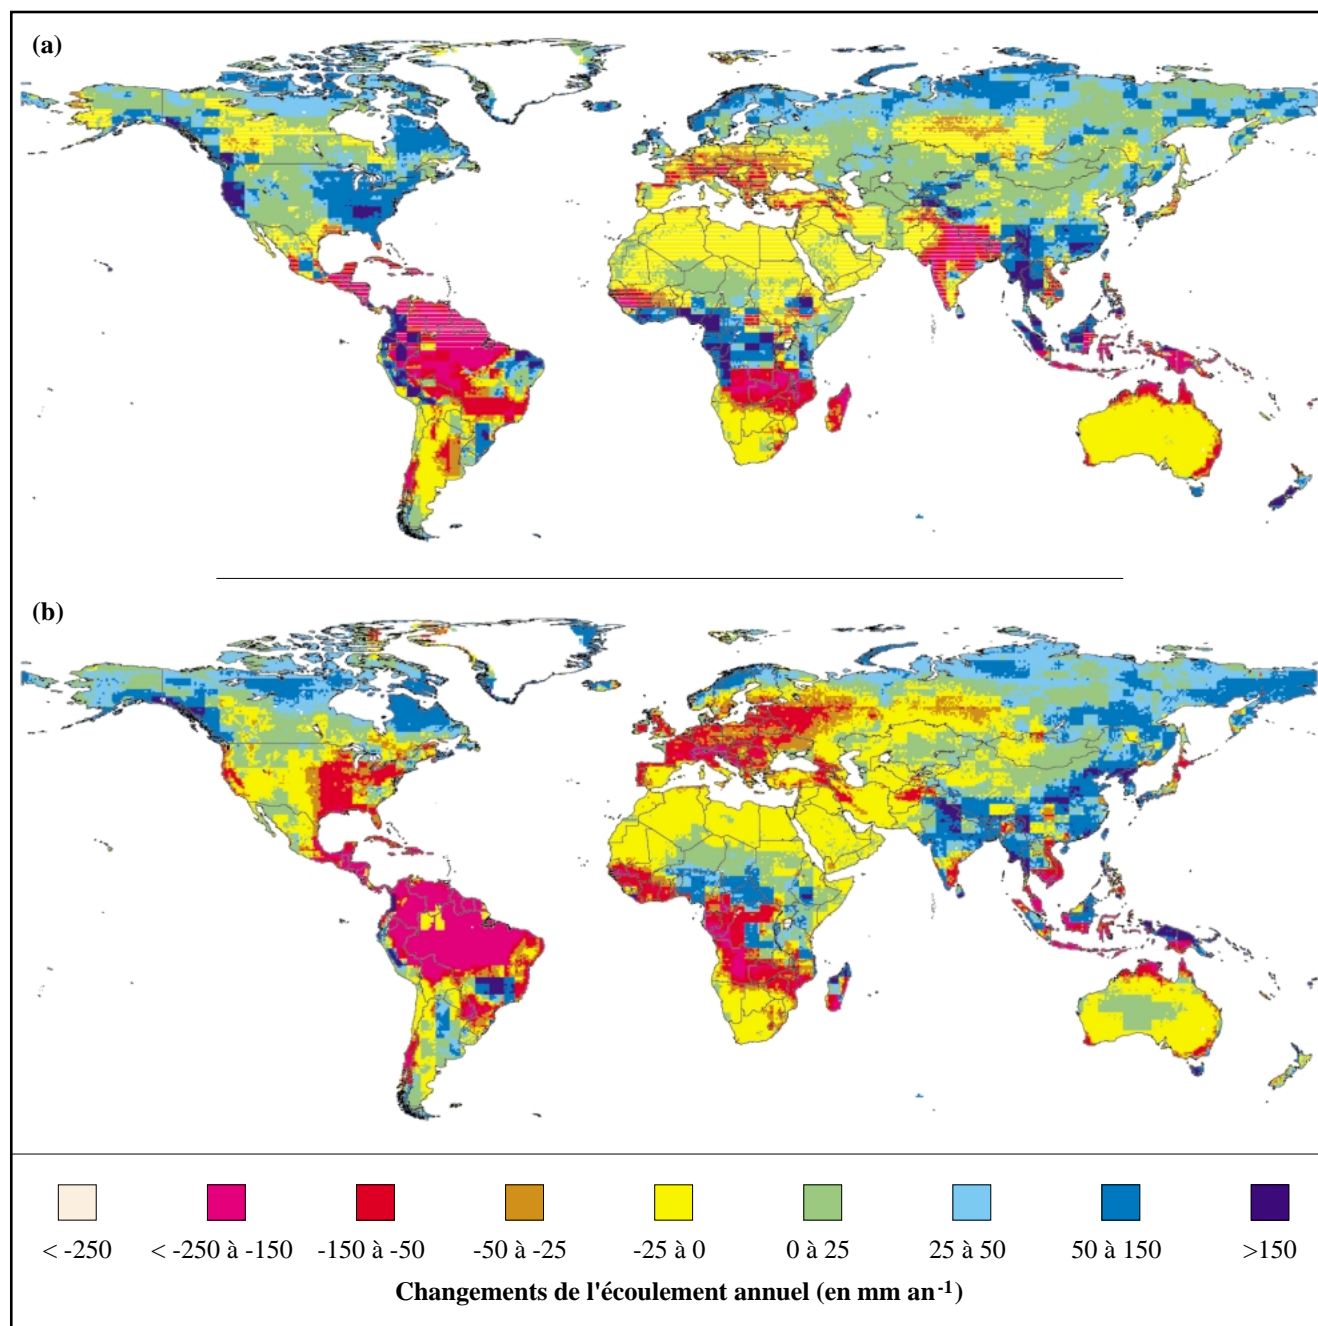 (a)
(b)
< -250
< -250 à -150
-150 à -50
-50 à -25
-25 à 0
0 à 25
25 à 50
50 à 150
>150
Changements de l'écoulement annuel (en mm an⁻¹)